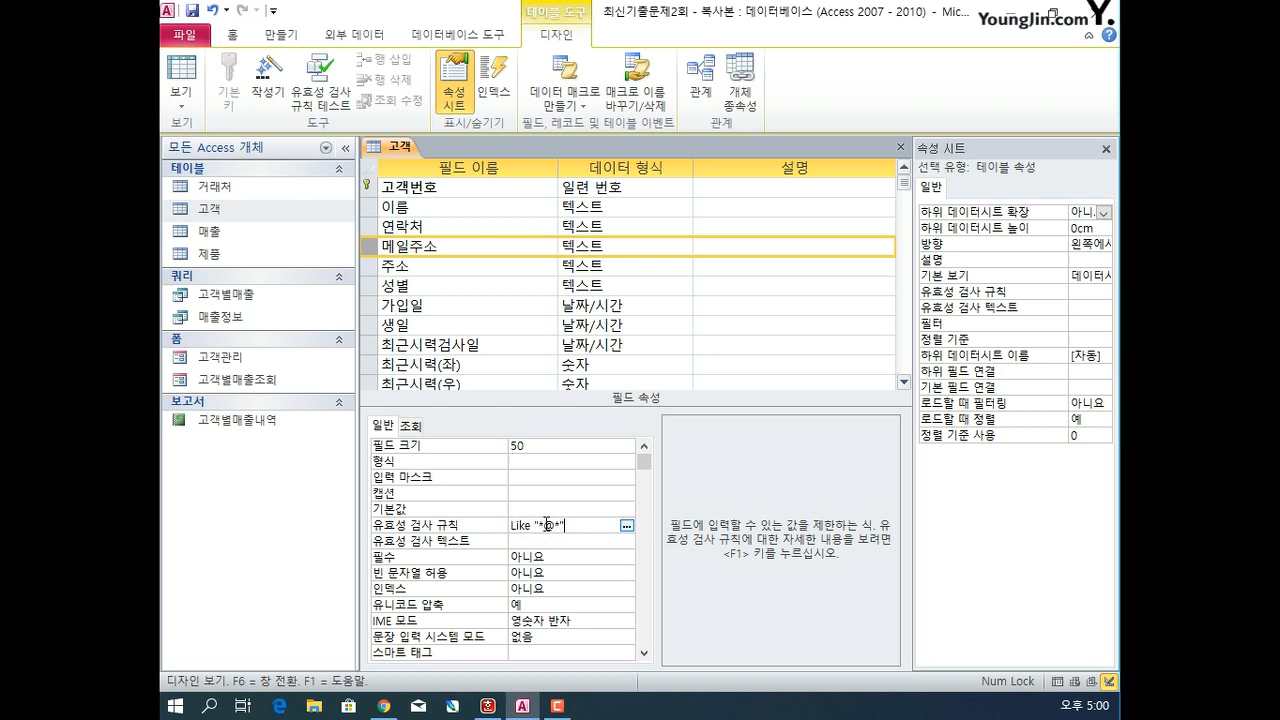 테이블 도구
최신기출문제2회 - 복사본 : 데이터베이스 (Access 2007 - 2010) - Mic...
YoungJin.com Y.
파일 홈 만들기 외부 데이터 데이터베이스 도구 디자인
보기 기본 키 작성기 유효성 검사 규칙 테스트 행 삽입 행 삭제 조회 수정 속성 시트 인덱스 데이터 매크로 만들기 매크로 이름 바꾸기/삭제 관계 개체 종속성
보기 도구 표시/숨기기 필드, 레코드 및 테이블 이벤트 관계
모든 Access 개체
테이블
거래처
고객
매출
제품
쿼리
고객별매출
매출정보
폼
고객관리
고객별매출조회
보고서
고객별매출내역
고객
필드 이름 데이터 형식 설명
고객번호 일련 번호
이름 텍스트
연락처 텍스트
메일주소 텍스트
주소 텍스트
성별 텍스트
가입일 날짜/시간
생일 날짜/시간
최근시력검사일 날짜/시간
최근시력(좌) 숫자
최근시력(우) 숫자
필드 속성
일반 조회
필드 크기 50
형식
입력 마스크
캡션
기본값
유효성 검사 규칙 Like "*@*"
유효성 검사 텍스트
필수 아니요
빈 문자열 허용 아니요
인덱스 아니요
유니코드 압축 예
IME 모드 영숫자 반자
문장 입력 시스템 모드 없음
스마트 태그
필드에 입력할 수 있는 값을 제한하는 식. 유
효성 검사 규칙에 대한 자세한 내용을 보려면
<F1> 키를 누르십시오.
속성 시트
선택 유형: 테이블 속성
일반
하위 데이터시트 확장 아니.
하위 데이터시트 높이 0cm
방향 왼쪽에서
설명
기본 보기 데이터시
유효성 검사 규칙
유효성 검사 텍스트
필터
정렬 기준
하위 데이터시트 이름 [자동]
하위 필드 연결
기본 필드 연결
로드할 때 필터링 아니요
로드할 때 정렬 예
정렬 기준 사용 0
디자인 보기. F6 = 창 전환. F1 = 도움말.
Num Lock
오후 5:00